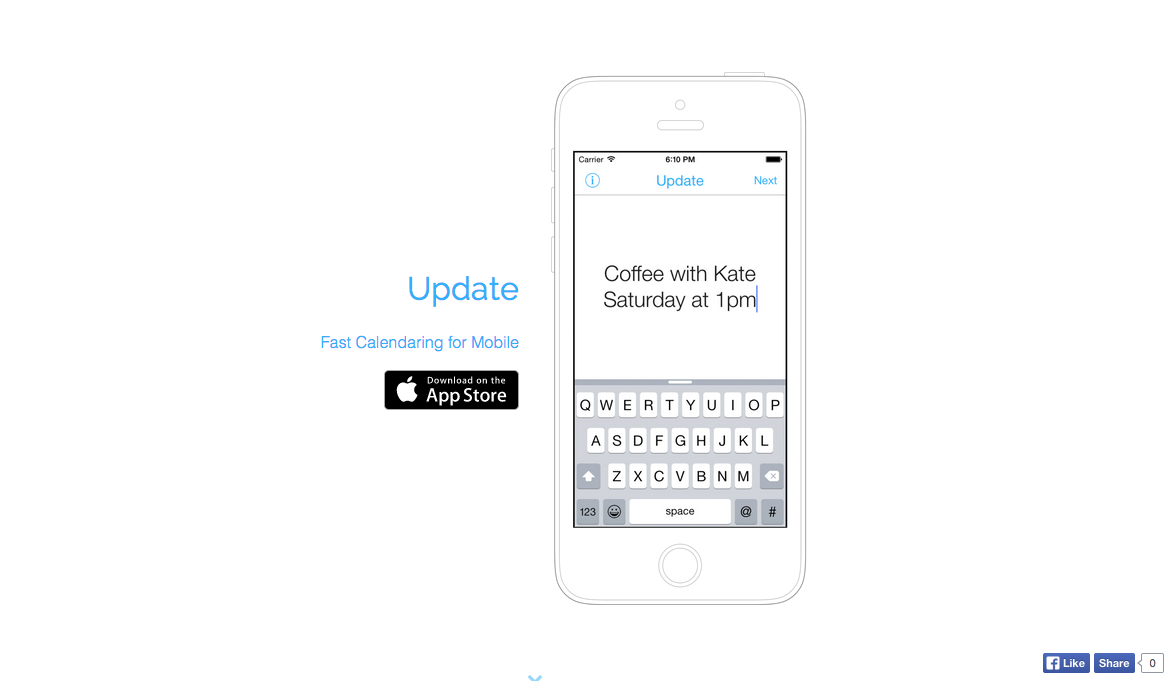 Update
Fast Calendaring for Mobile
Download on the
App Store
Carrier 6:10 PM
Update Next
Coffee with Kate
Saturday at 1pm
Q W E R T Y U I O P
A S D F G H J K L
Z X C V B N M
123 space @ #
Like Share 0